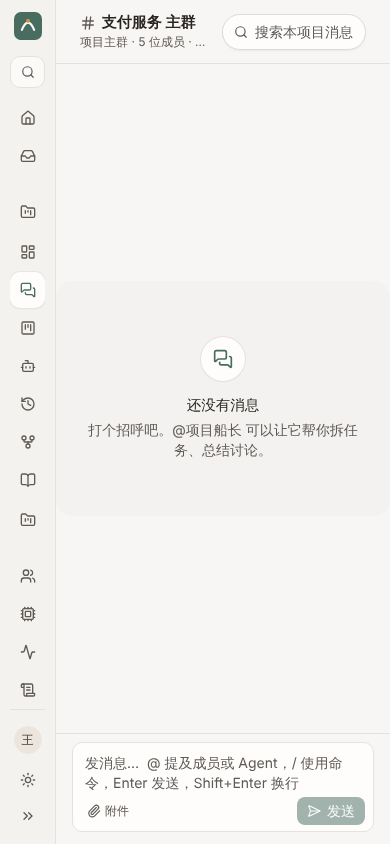 支付服务 主群
项目主群 · 5 位成员 · ...
搜索本项目消息
还没有消息
打个招呼吧。@项目船长 可以让它帮你拆任
务、总结讨论。
发消息... @ 提及成员或 Agent，/ 使用命
令，Enter 发送，Shift+Enter 换行
附件
发送
王